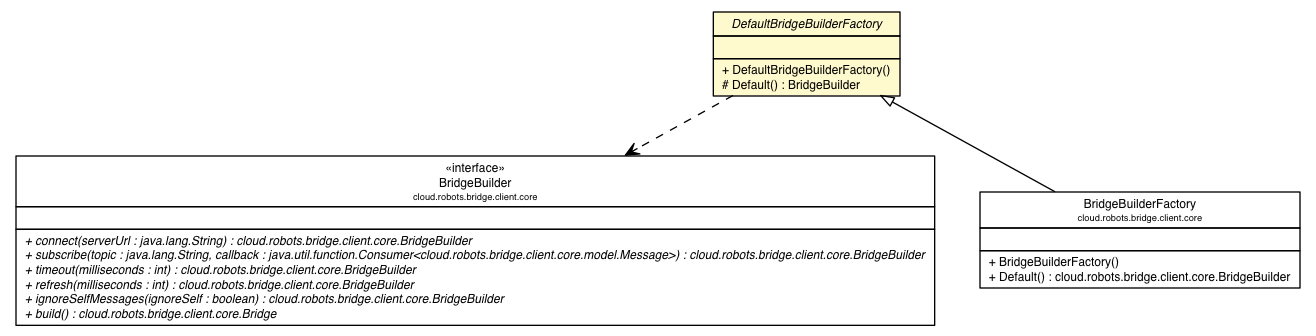 DefaultBridgeBuilderFactory
+ DefaultBridgeBuilderFactory()
# Default() : BridgeBuilder
«interface»
BridgeBuilder
cloud.robots.bridge.client.core
+ connect(serverUrl : java.lang.String) : cloud.robots.bridge.client.core.BridgeBuilder
+ subscribe(topic : java.lang.String, callback : java.util.function.Consumer<cloud.robots.bridge.client.core.model.Message>) : cloud.robots.bridge.client.core.BridgeBuilder
+ timeout(milliseconds : int) : cloud.robots.bridge.client.core.BridgeBuilder
+ refresh(milliseconds : int) : cloud.robots.bridge.client.core.BridgeBuilder
+ ignoreSelfMessages(ignoreSelf : boolean) : cloud.robots.bridge.client.core.BridgeBuilder
+ build() : cloud.robots.bridge.client.core.Bridge
BridgeBuilderFactory
cloud.robots.bridge.client.core
+ BridgeBuilderFactory()
+ Default() : cloud.robots.bridge.client.core.BridgeBuilder